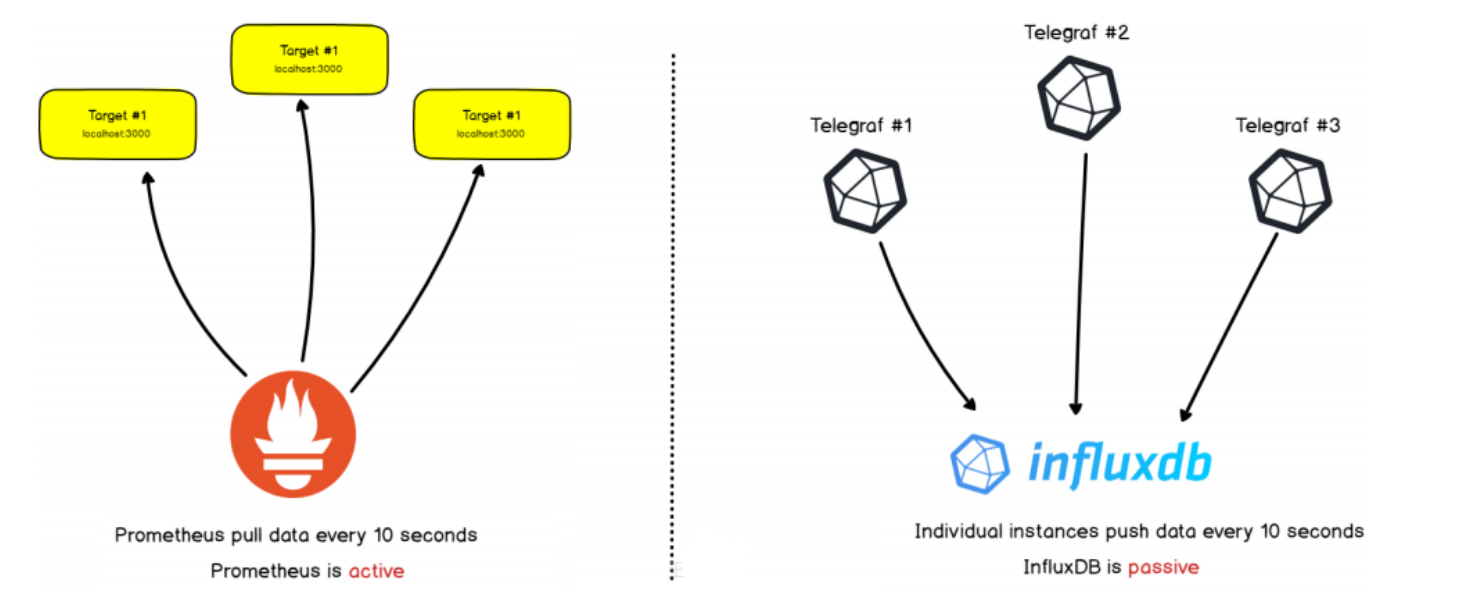 Target #1
localhost:3000
Target #1
localhost:3000
Target #1
localhost:3000
Prometheus pull data every 10 seconds
Prometheus is active
Telegraf #2
Telegraf #1
Telegraf #3
influxdb
Individual instances push data every 10 seconds
InfluxDB is passive